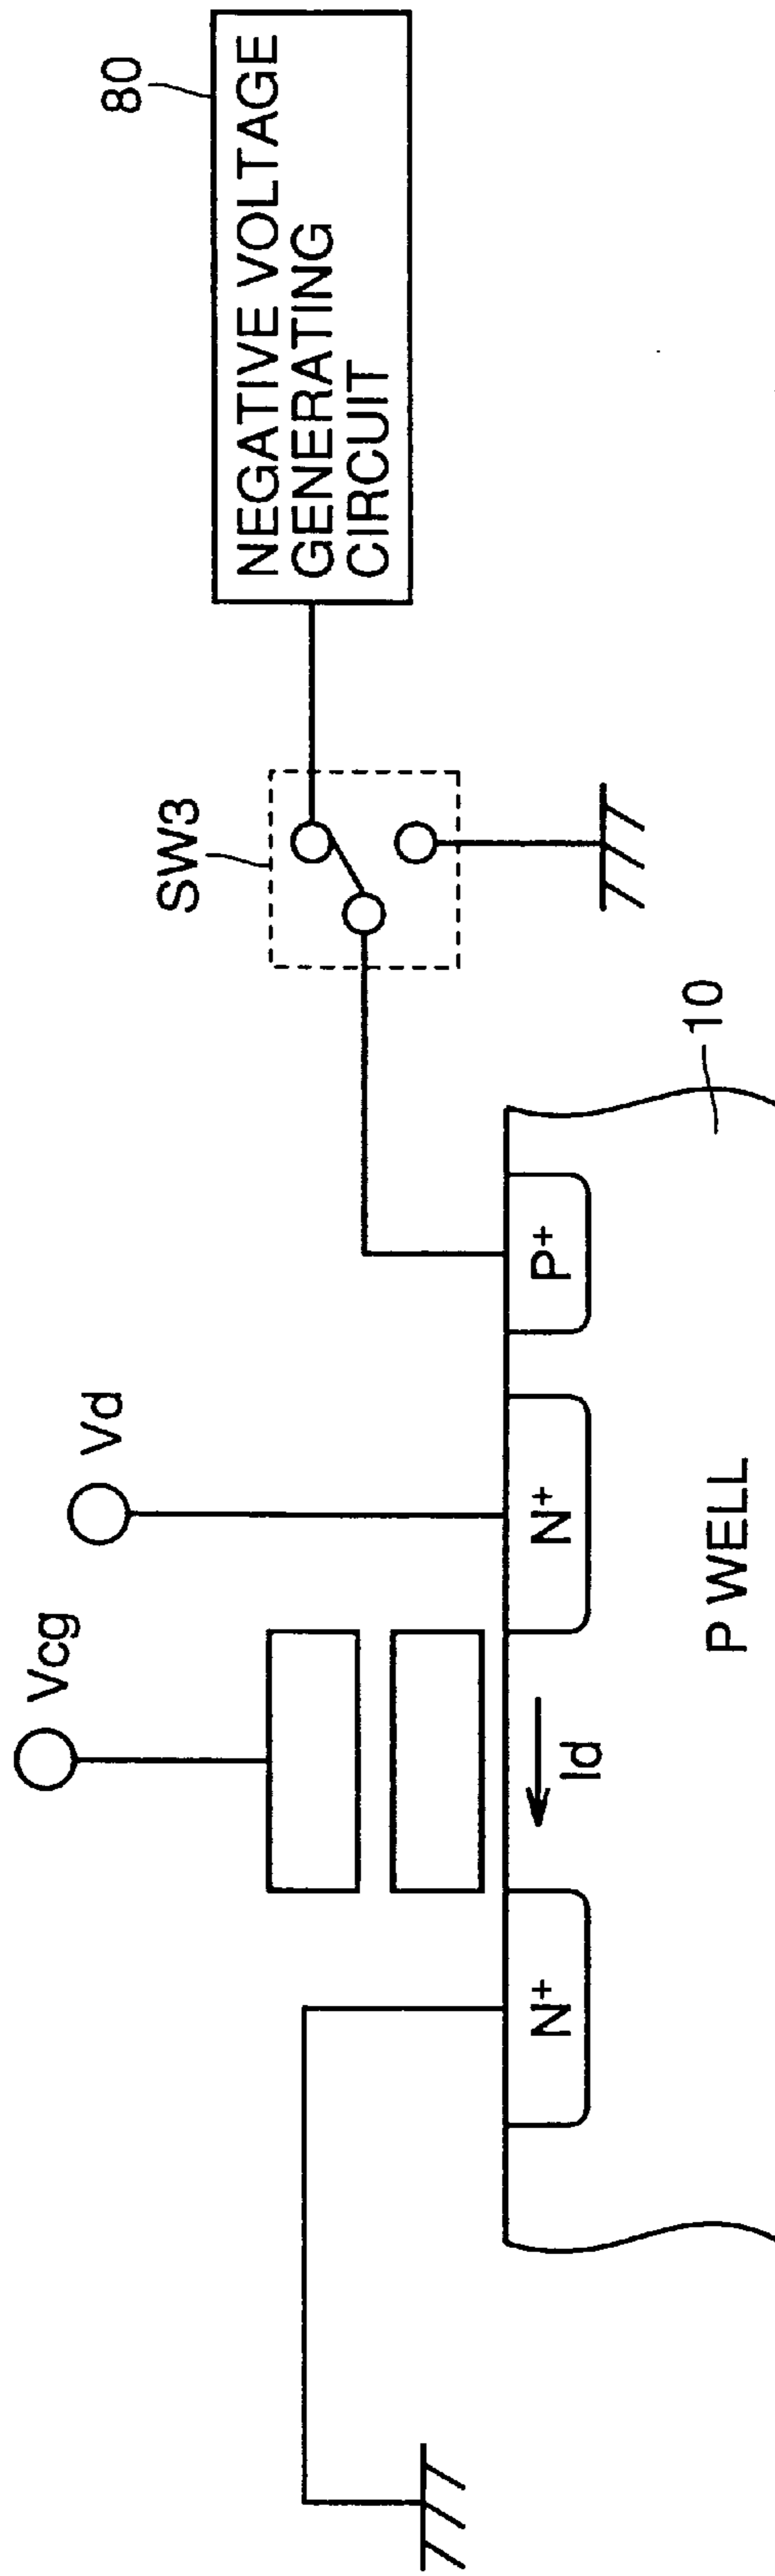 Vcg
Vd
SW3
80
NEGATIVE VOLTAGE
GENERATING
CIRCUIT
N+
Id
N+
P+
P WELL
10